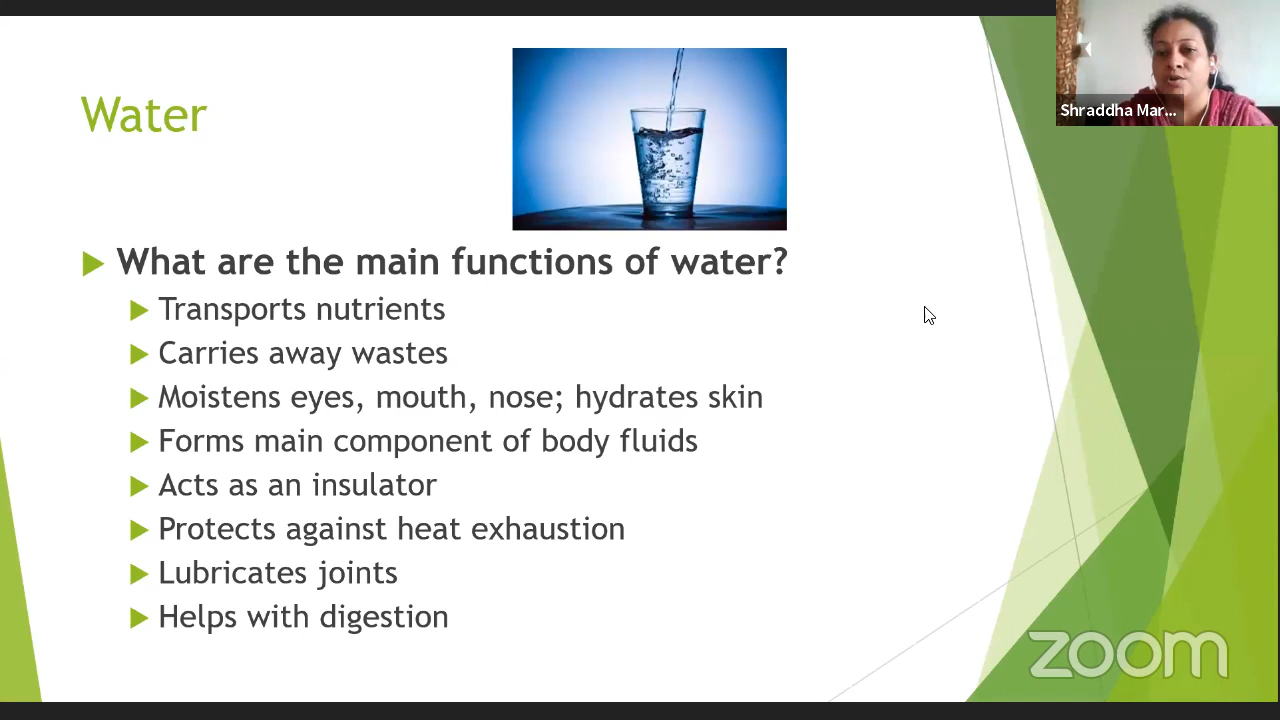 Water
Shraddha Mar...
What are the main functions of water?
Transports nutrients
Carries away wastes
Moistens eyes, mouth, nose; hydrates skin
Forms main component of body fluids
Acts as an insulator
Protects against heat exhaustion
Lubricates joints
Helps with digestion
zoom